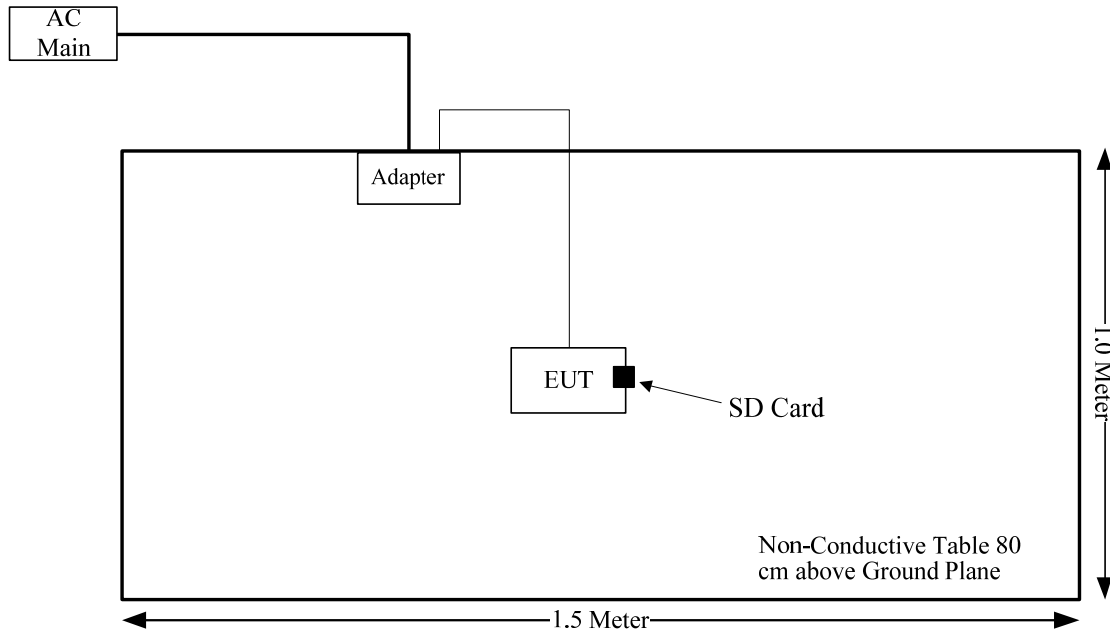 AC
Main
Adapter
EUT
SD Card
1.0 Meter
Non-Conductive Table 80
cm above Ground Plane
1.5 Meter